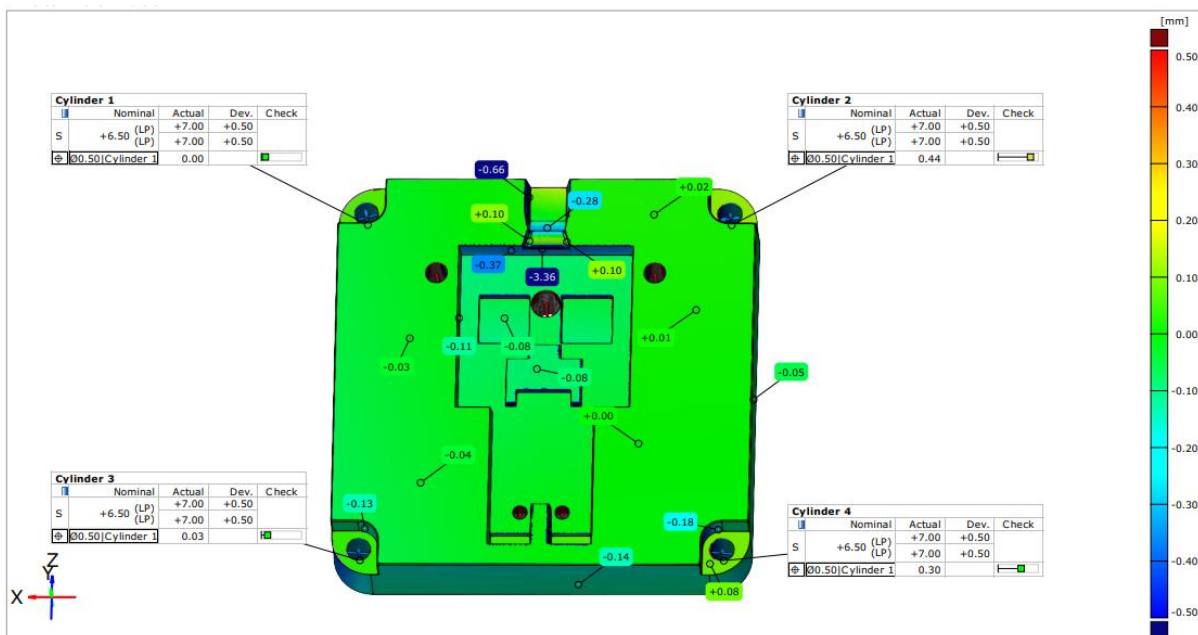 [mm]
0.50
0.40
0.30
0.20
0.10
0.00
-0.10
-0.20
-0.30
-0.40
-0.50
Cylinder 1
Nominal Actual Dev. Check
S +6.50 (LP) +7.00 +0.50
(LP) +7.00 +0.50
⌖ Ø0.50|Cylinder 1 0.00
Cylinder 2
Nominal Actual Dev. Check
S +6.50 (LP) +7.00 +0.50
(LP) +7.00 +0.50
⌖ Ø0.50|Cylinder 1 0.44
-0.66
+0.02
-0.28
+0.10
-0.37
-3.36
+0.10
+0.01
-0.11
-0.08
-0.03
-0.08
-0.05
+0.00
-0.04
Cylinder 3
Nominal Actual Dev. Check
S +6.50 (LP) +7.00 +0.50
(LP) +7.00 +0.50
⌖ Ø0.50|Cylinder 1 0.03
-0.13
-0.18
Cylinder 4
Nominal Actual Dev. Check
S +6.50 (LP) +7.00 +0.50
(LP) +7.00 +0.50
⌖ Ø0.50|Cylinder 1 0.30
-0.14
+0.08
Z
Y
X